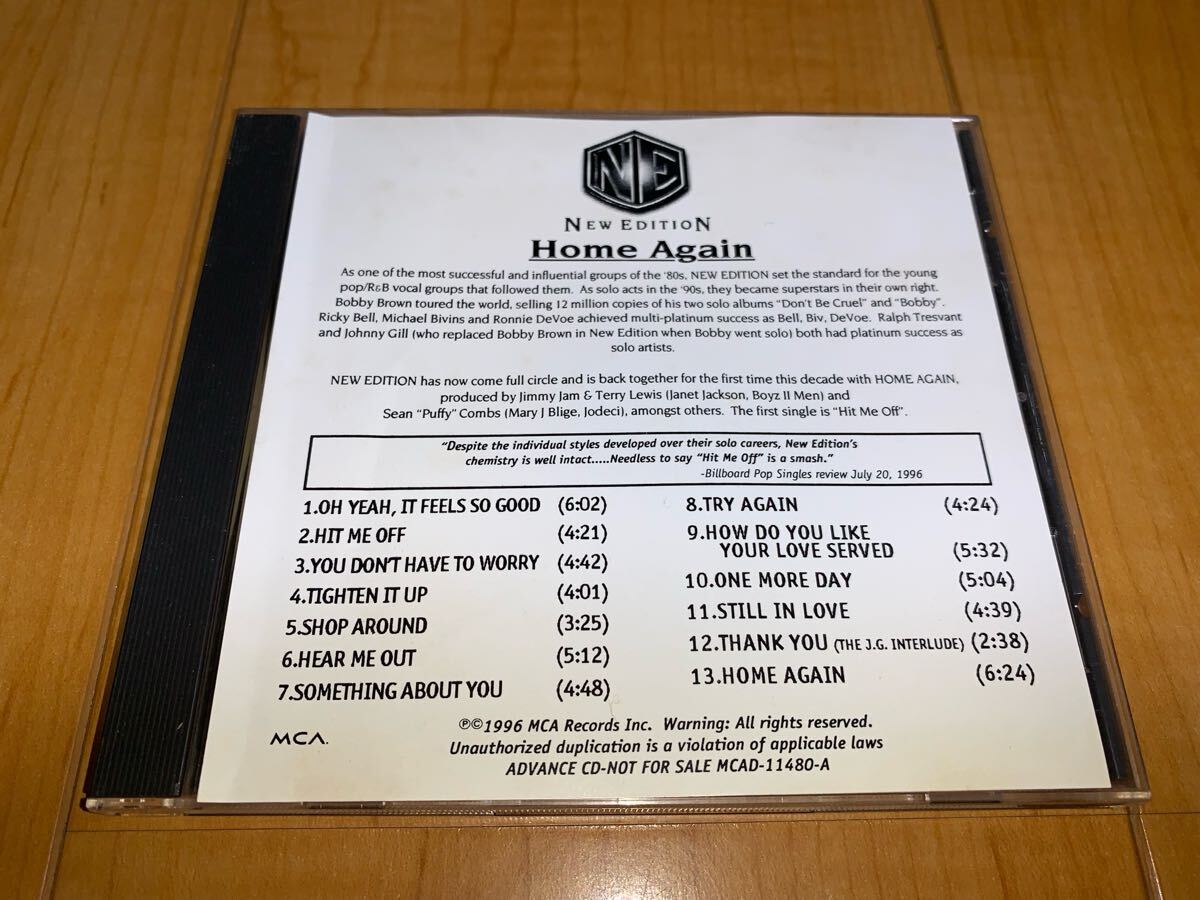 NE
NEW EDITION
Home Again
As one of the most successful and influential groups of the '80s, NEW EDITION set the standard for the young
pop/R&B vocal groups that followed them. As solo acts in the '90s, they became superstars in their own right.
Bobby Brown toured the world, selling 12 million copies of his two solo albums "Don't Be Cruel" and "Bobby".
Ricky Bell, Michael Bivins and Ronnie DeVoe achieved multi-platinum success as Bell, Biv, DeVoe. Ralph Tresvant
and Johnny Gill (who replaced Bobby Brown in New Edition when Bobby went solo) both had platinum success as
solo artists.
NEW EDITION has now come full circle and is back together for the first time this decade with HOME AGAIN,
produced by Jimmy Jam & Terry Lewis (Janet Jackson, Boyz II Men) and
Sean "Puffy" Combs (Mary J Blige, Jodeci), amongst others. The first single is "Hit Me Off".
"Despite the individual styles developed over their solo careers, New Edition's
chemistry is well intact.....Needless to say "Hit Me Off" is a smash."
-Billboard Pop Singles review July 20, 1996
1.OH YEAH, IT FEELS SO GOOD (6:02)
2.HIT ME OFF (4:21)
3.YOU DON'T HAVE TO WORRY (4:42)
4.TIGHTEN IT UP (4:01)
5.SHOP AROUND (3:25)
6.HEAR ME OUT (5:12)
7.SOMETHING ABOUT YOU (4:48)
8.TRY AGAIN (4:24)
9.HOW DO YOU LIKE
YOUR LOVE SERVED (5:32)
10.ONE MORE DAY (5:04)
11.STILL IN LOVE (4:39)
12.THANK YOU (THE J.G. INTERLUDE) (2:38)
13.HOME AGAIN (6:24)
℗©1996 MCA Records Inc. Warning: All rights reserved.
MCA.
Unauthorized duplication is a violation of applicable laws
ADVANCE CD-NOT FOR SALE MCAD-11480-A